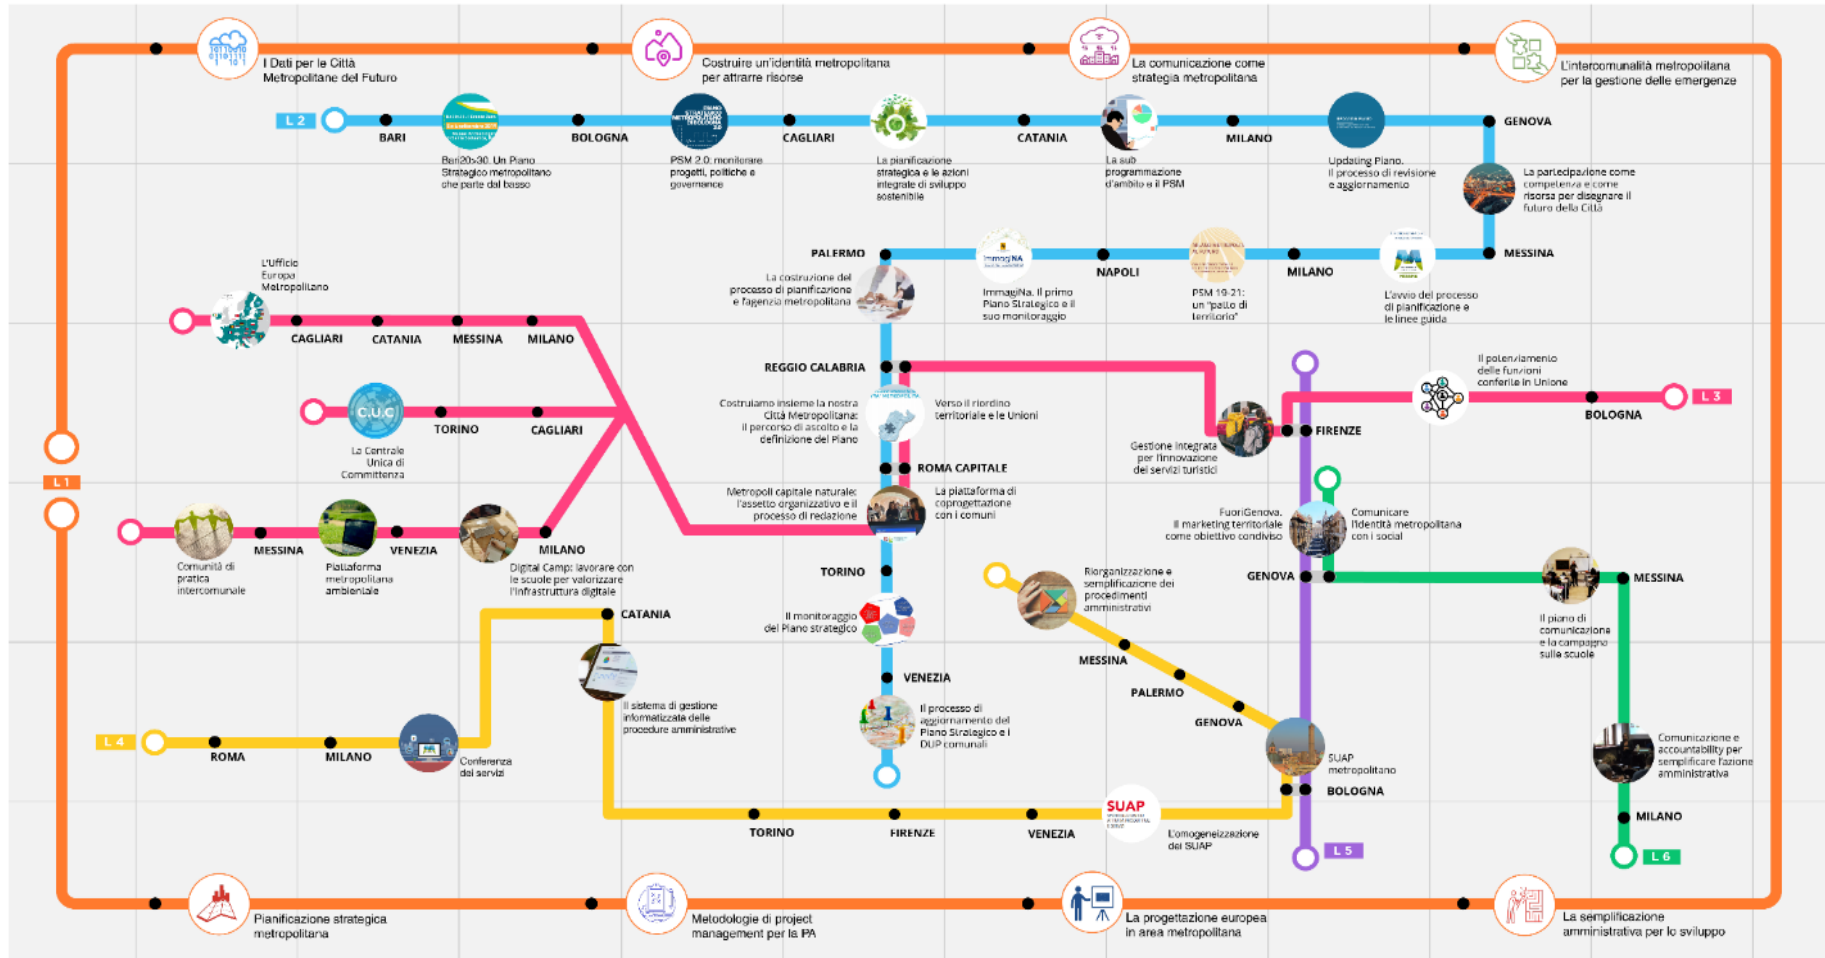 I Dati per le Città
Metropolitane del Futuro
Costruire un'identità metropolitana
per attrarre risorse
La comunicazione come
strategia metropolitana
L'intercomunalità metropolitana
per la gestione delle emergenze
L 2
BARI
BOLOGNA
CAGLIARI
CATANIA
MILANO
GENOVA
Bari20>30. Un Piano
Strategico metropolitano
che parte dal basso
PIANO
STRATEGICO
METROPOLITANO
DI BOLOGNA
2.0
PSM 2.0: monitorare
progetti, politiche e
governance
La pianificazione
strategica e le azioni
integrate di sviluppo
sostenibile
La sub
programmazione
d'ambito e il PSM
Updating Piano.
Il processo di revisione
e aggiornamento
La partecipazione come
competenza e come
risorsa per disegnare il
futuro della Città
PALERMO
NAPOLI
MILANO
MESSINA
La costruzione del
processo di pianificazione
e l'agenzia metropolitana
ImmagiNA
ImmagiNa. Il primo
Piano Strategico e il
suo monitoraggio
PSM 19-21:
un "patto di
territorio"
L'avvio del processo
di pianificazione e
le linee guida
L'Ufficio
Europa
Metropolitano
CAGLIARI
CATANIA
MESSINA
MILANO
REGGIO CALABRIA
Il potenziamento
delle funzioni
conferite in Unione
BOLOGNA
L 3
C.U.C
TORINO
CAGLIARI
La Centrale
Unica di
Committenza
Costruiamo insieme la nostra
Città Metropolitana:
il percorso di ascolto e la
definizione del Piano
Verso il riordino
territoriale e le Unioni
Gestione integrata
per l'innovazione
dei servizi turistici
FIRENZE
ROMA CAPITALE
L 1
Metropoli capitale naturale:
l'assetto organizzativo e il
processo di redazione
La piattaforma di
coprogettazione
con i comuni
FuoriGenova.
Il marketing territoriale
come obiettivo condiviso
Comunicare
l'identità metropolitana
con i social
MESSINA
VENEZIA
MILANO
Comunità di
pratica
intercomunale
Piattaforma
metropolitana
ambientale
Digital Camp: lavorare con
le scuole per valorizzare
l'infrastruttura digitale
TORINO
Riorganizzazione e
semplificazione dei
procedimenti
amministrativi
GENOVA
MESSINA
CATANIA
Il monitoraggio
del Piano strategico
Il piano di
comunicazione
e la campagna
sulle scuole
MESSINA
PALERMO
GENOVA
VENEZIA
Il sistema di gestione
informatizzata delle
procedure amministrative
Il processo di
aggiornamento del
Piano Strategico e i
DUP comunali
L 4
ROMA
MILANO
Conferenza
dei servizi
SUAP
metropolitano
BOLOGNA
Comunicazione e
accountability per
semplificare l'azione
amministrativa
MILANO
SUAP
TORINO
FIRENZE
VENEZIA
L'omogeneizzazione
dei SUAP
L 5
L 6
Pianificazione strategica
metropolitana
Metodologie di project
management per la PA
La progettazione europea
in area metropolitana
La semplificazione
amministrativa per lo sviluppo